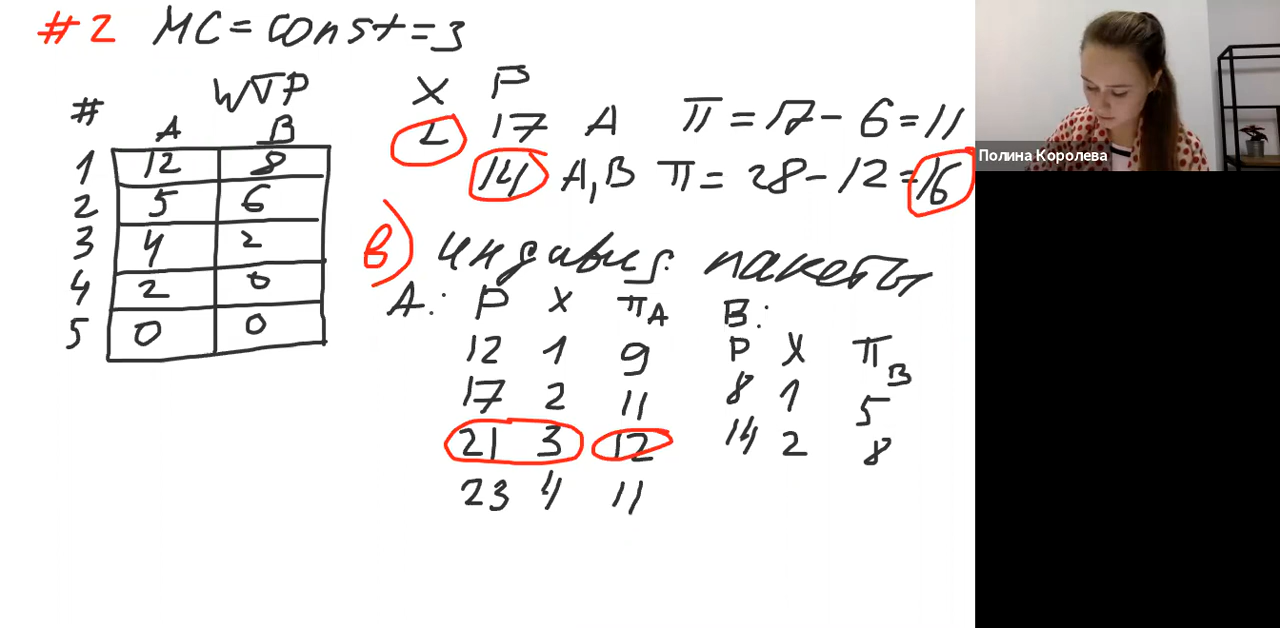 #2 MC = const = 3
WTP
# A B
1 12 8
2 5 6
3 4 2
4 2 0
5 0 0
X P
2 17 A π = 17 - 6 = 11
14 A, B π = 28 - 12 = 16
в) индивид. пакеты
A: P X πA
12 1 9
17 2 11
21 3 12
23 4 11
B:
P X πB
8 1 5
14 2 8
Полина Королева